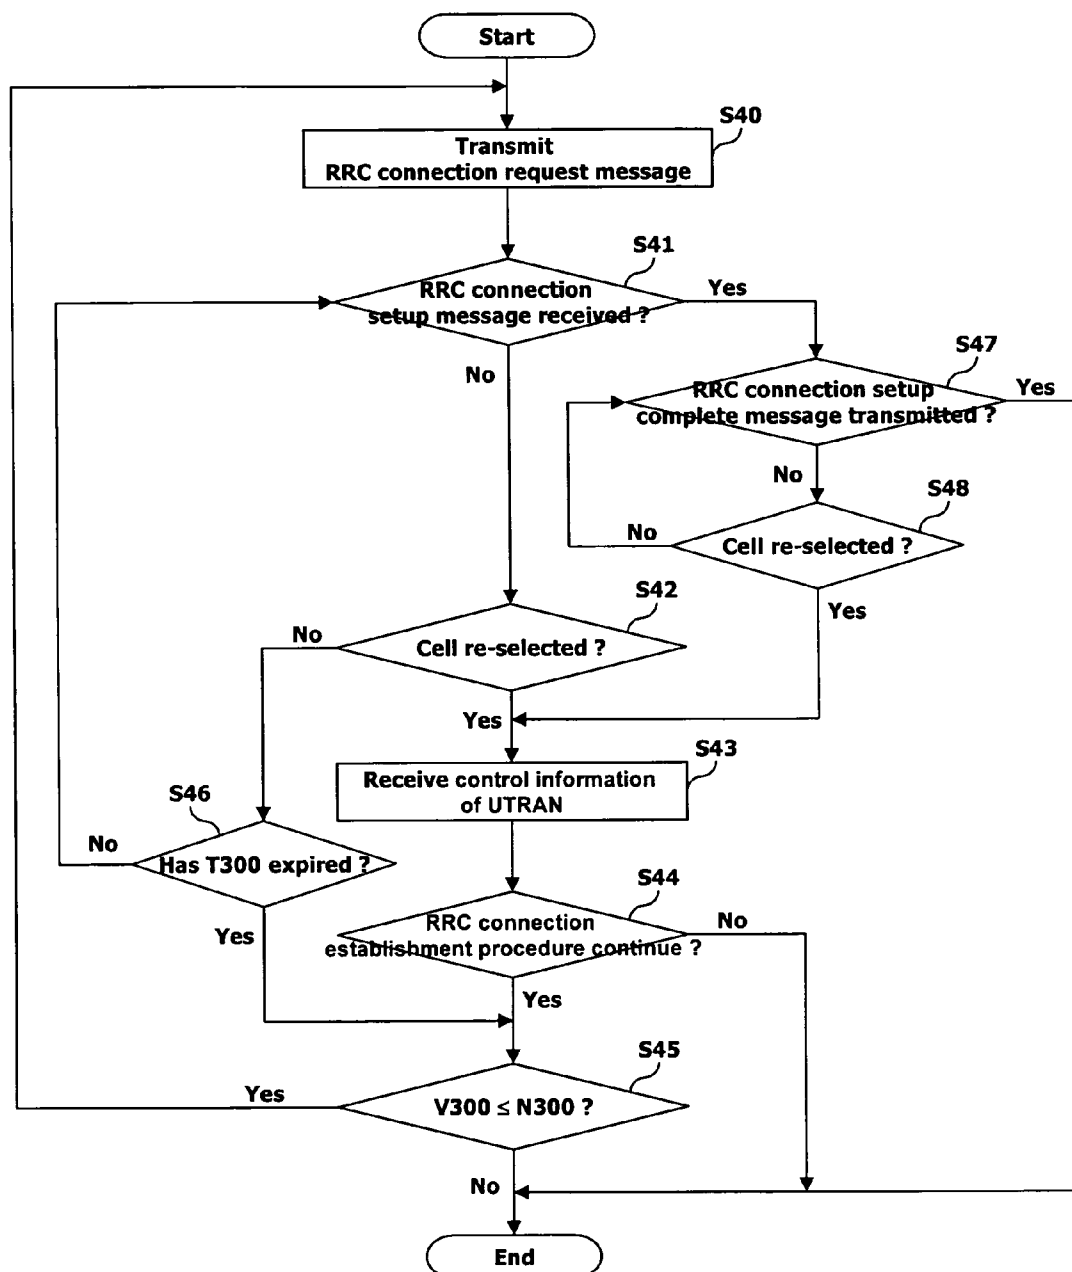 Start
S40
Transmit
RRC connection request message
S41
RRC connection
setup message received ?
Yes
No
S47
RRC connection setup
complete message transmitted ?
Yes
No
S48
Cell re-selected ?
No
Yes
S42
Cell re-selected ?
No
Yes
S43
Receive control information
of UTRAN
S46
Has T300 expired ?
No
Yes
S44
RRC connection
establishment procedure continue ?
No
Yes
S45
V300 ≤ N300 ?
Yes
No
End